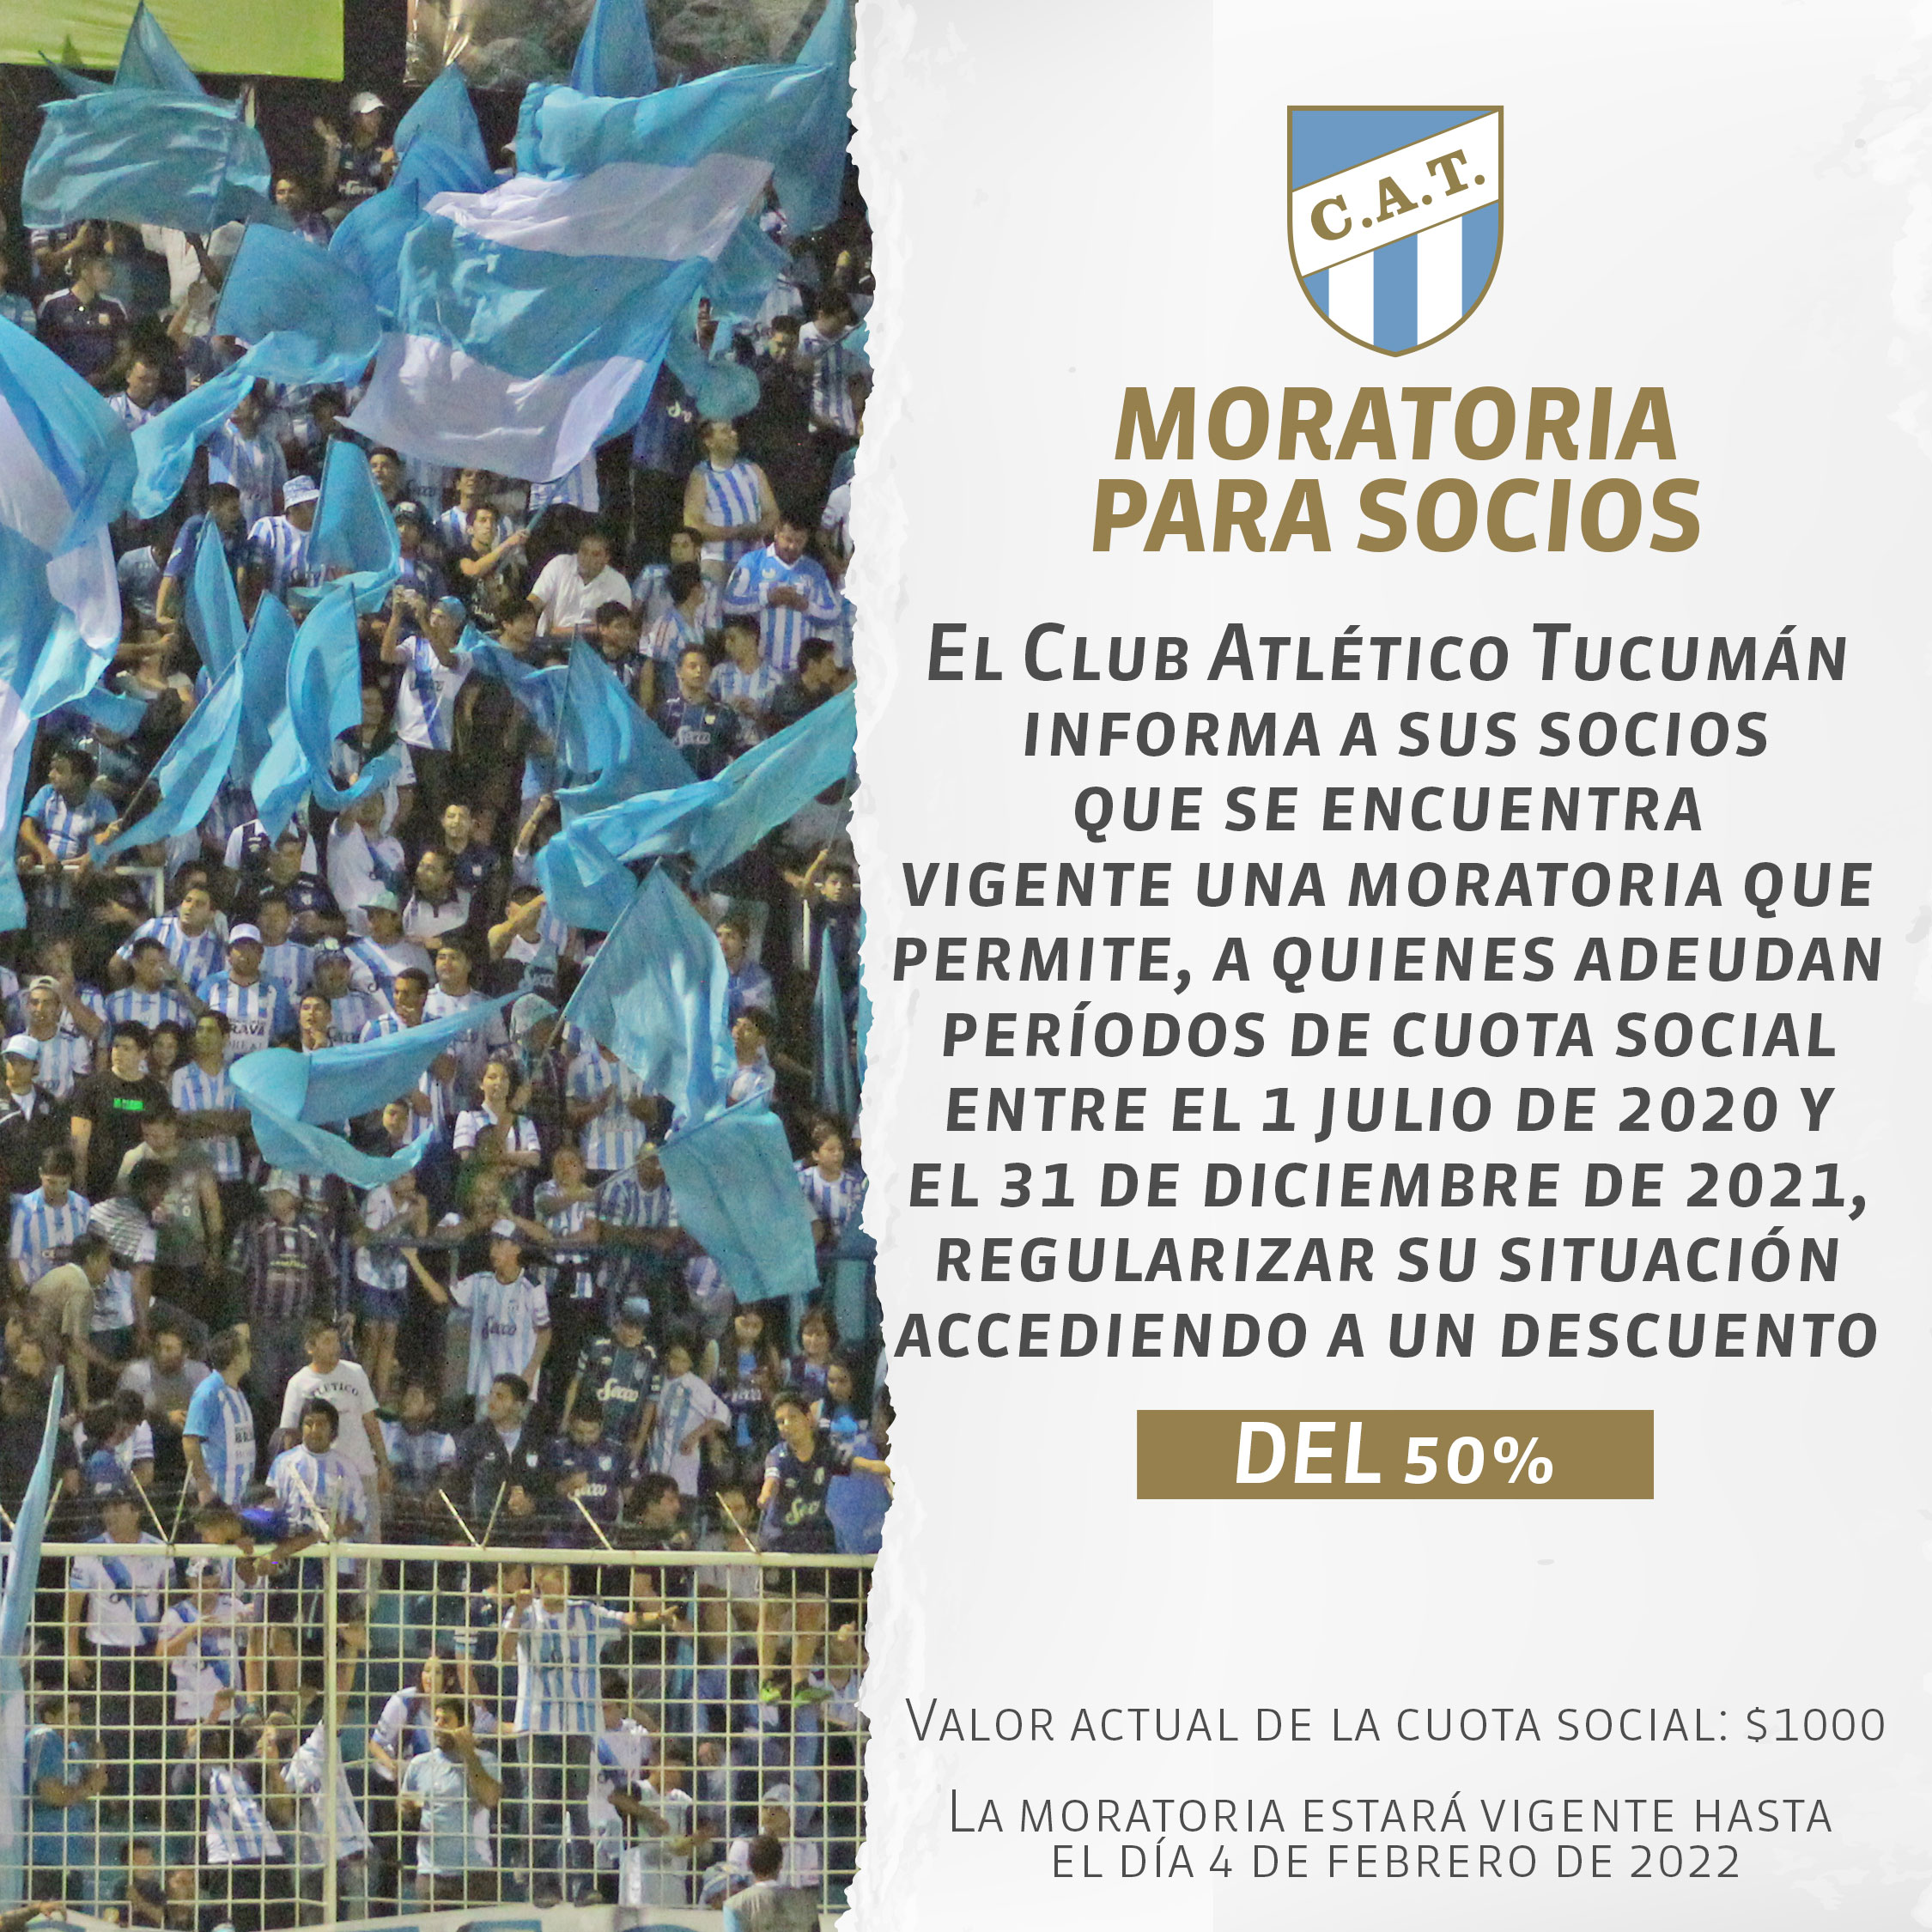 C.A.T.
MORATORIA
PARA SOCIOS
EL CLUB ATLÉTICO TUCUMÁN
INFORMA A SUS SOCIOS
QUE SE ENCUENTRA
VIGENTE UNA MORATORIA QUE
PERMITE, A QUIENES ADEUDAN
PERÍODOS DE CUOTA SOCIAL
ENTRE EL 1 JULIO DE 2020 Y
EL 31 DE DICIEMBRE DE 2021,
REGULARIZAR SU SITUACIÓN
ACCEDIENDO A UN DESCUENTO
DEL 50%
VALOR ACTUAL DE LA CUOTA SOCIAL: $1000
LA MORATORIA ESTARÁ VIGENTE HASTA
EL DÍA 4 DE FEBRERO DE 2022
Secco
Secco